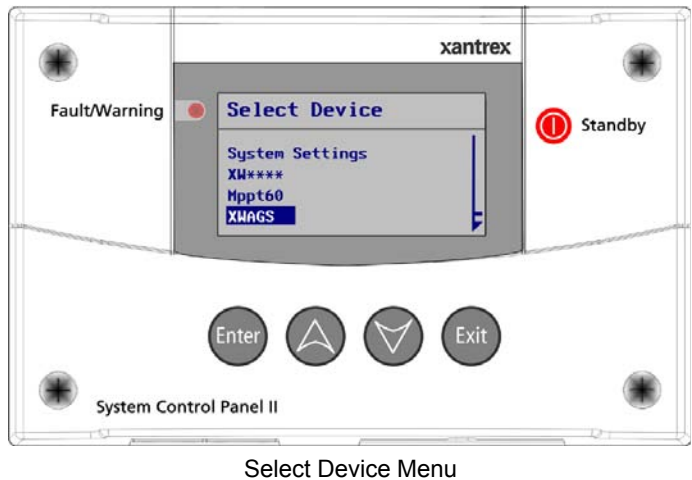 xantrex
Fault/Warning
Select Device
Standby
System Settings
XW****
Mppt60
XWAGS
Enter
Exit
System Control Panel II
Select Device Menu